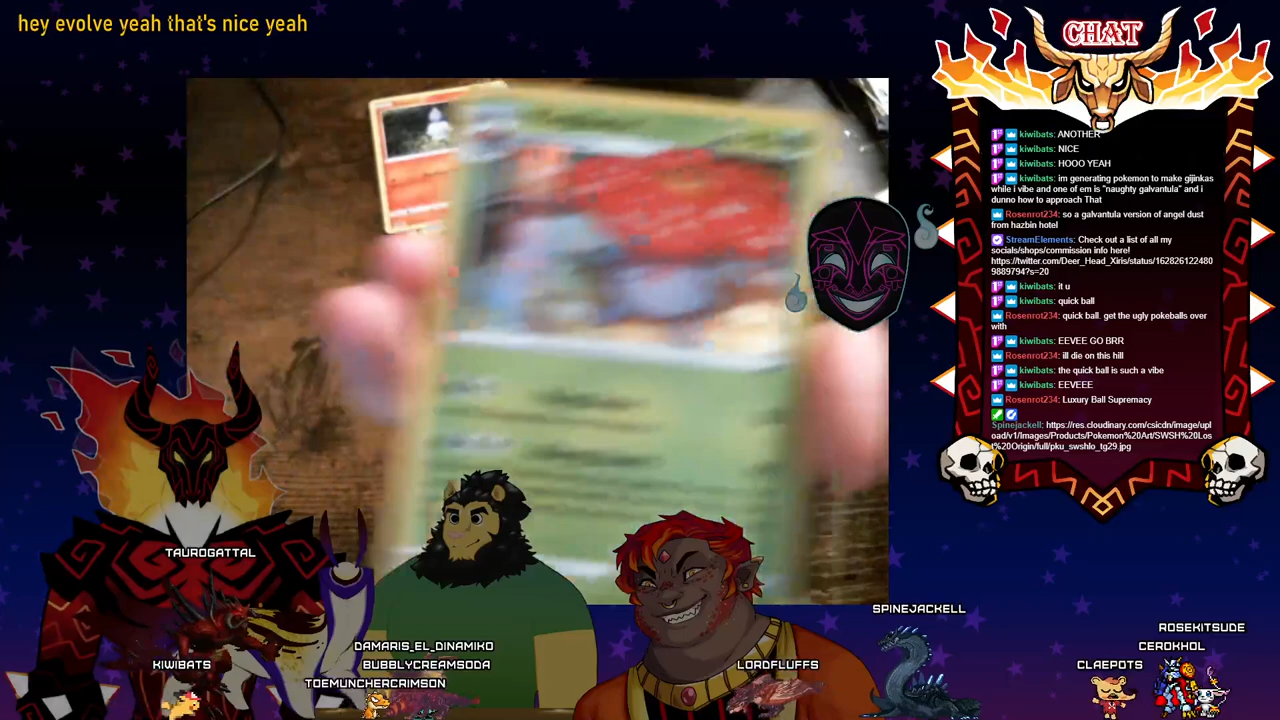 hey evolve yeah that's nice yeah
CHAT
kiwibats: ANOTHER
kiwibats: NICE
kiwibats: HOOO YEAH
kiwibats: im generating pokemon to make gijinkas
while i vibe and one of em is "naughty galvantula" and i
dunno how to approach That
Rosenrot234: so a galvantula version of angel dust
from hazbin hotel
StreamElements: Check out a list of all my
socials/shops/commission info here!
https://twitter.com/Deer_Head_Xiris/status/162826122480
9889794?s=20
kiwibats: it u
kiwibats: quick ball
Rosenrot234: quick ball. get the ugly pokeballs over
with
kiwibats: EEVEE GO BRR
Rosenrot234: ill die on this hill
kiwibats: the quick ball is such a vibe
kiwibats: EEVEEE
Rosenrot234: Luxury Ball Supremacy
Spinejackell: https://res.cloudinary.com/csicdn/image/upl
oad/v1/Images/Products/Pokemon%20Art/SWSH%20Los
t%20Origin/full/pku_swshlo_tg29.jpg
TAUROGATTAL
KIWIBATS
DAMARIS_EL_DINAMIKO
BUBBLYCREAMSODA
TOEMUNCHERCRIMSON
LORDFLUFFS
SPINEJACKELL
ROSEKITSUDE
CEROKHOL
CLAEPOTS